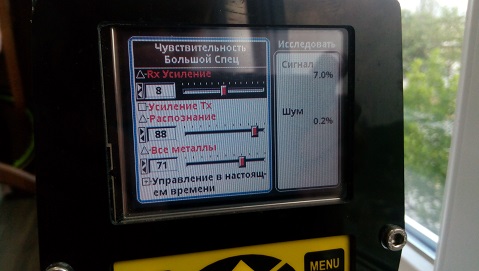 Чувствительность
Большой Спец
Rx Усиление
8
Усиление Tx
Распознание
88
Все металлы
71
Управление в настоящ-
ем времени
Исследовать
Сигнал
7.0%
Шум
0.2%
MENU